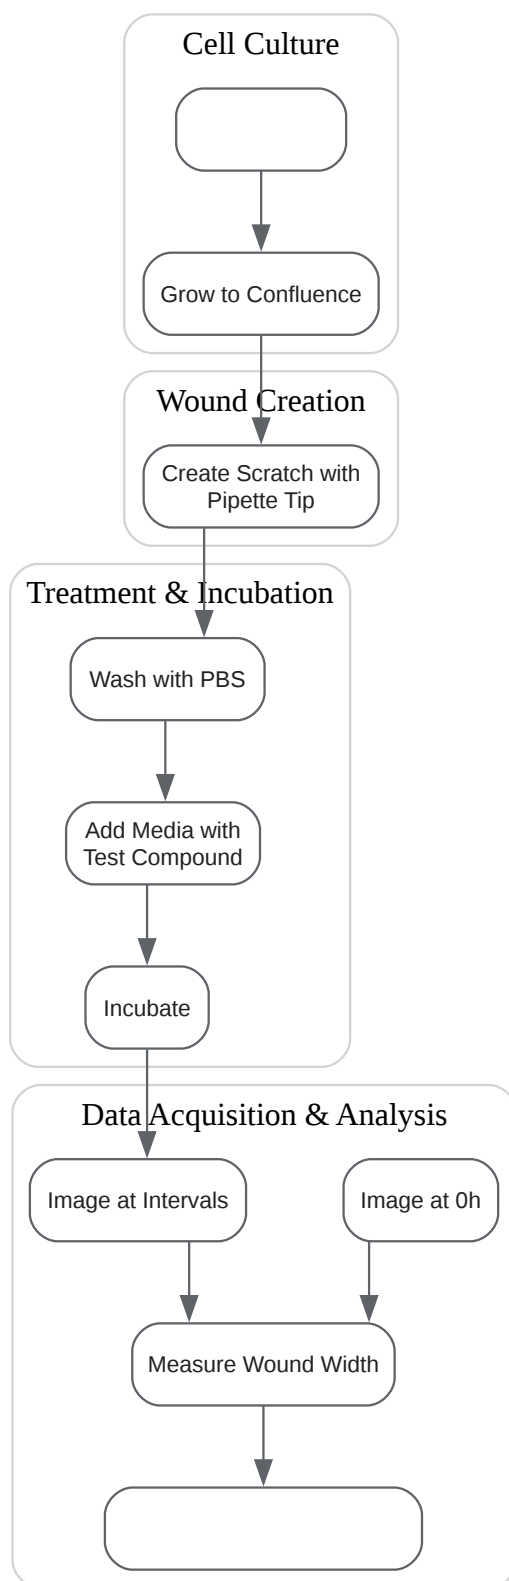 Cell Culture
Grow to Confluence
Wound Creation
Create Scratch with
Pipette Tip
Treatment & Incubation
Wash with PBS
Add Media with
Test Compound
Incubate
Data Acquisition & Analysis
Image at Intervals
Image at 0h
Measure Wound Width